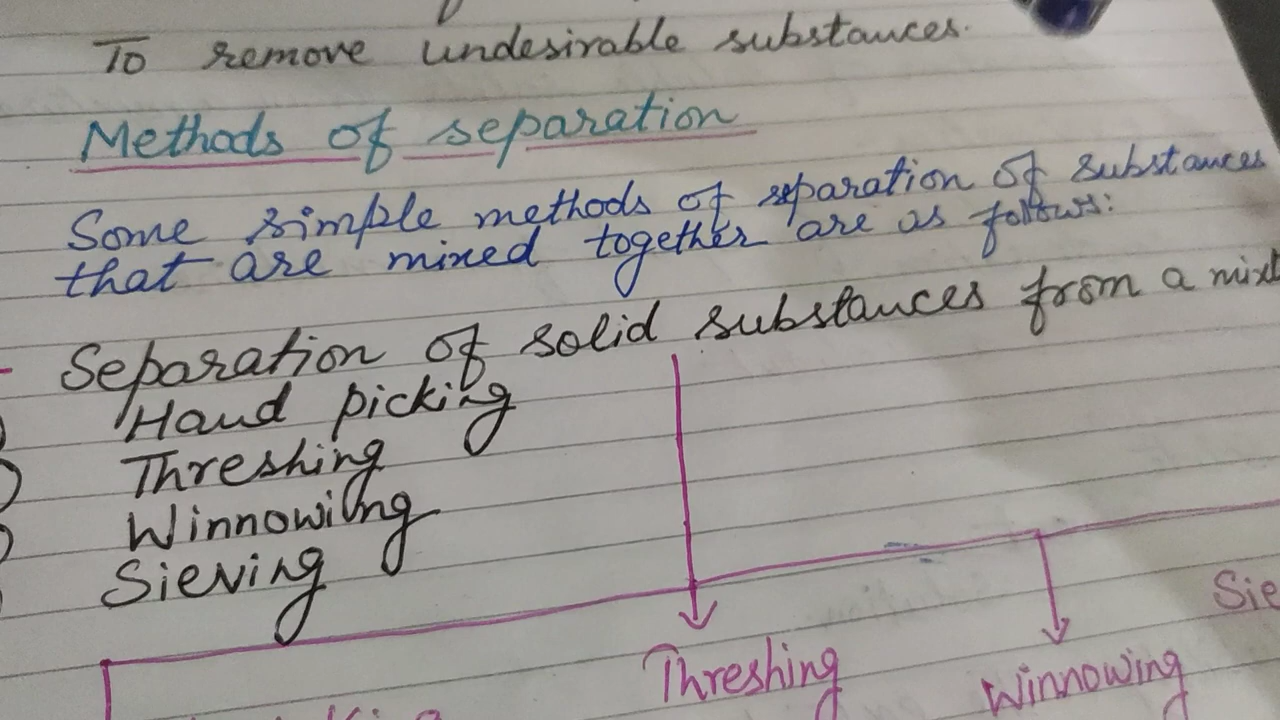 To remove undesirable substances.
Methods of separation
Some simple methods of separation of substances
that are mixed together are as follows:
Separation of solid substances from a mixt
Hand picking
Threshing
Winnowing
Sieving
Sie
Threshing
Winnowing